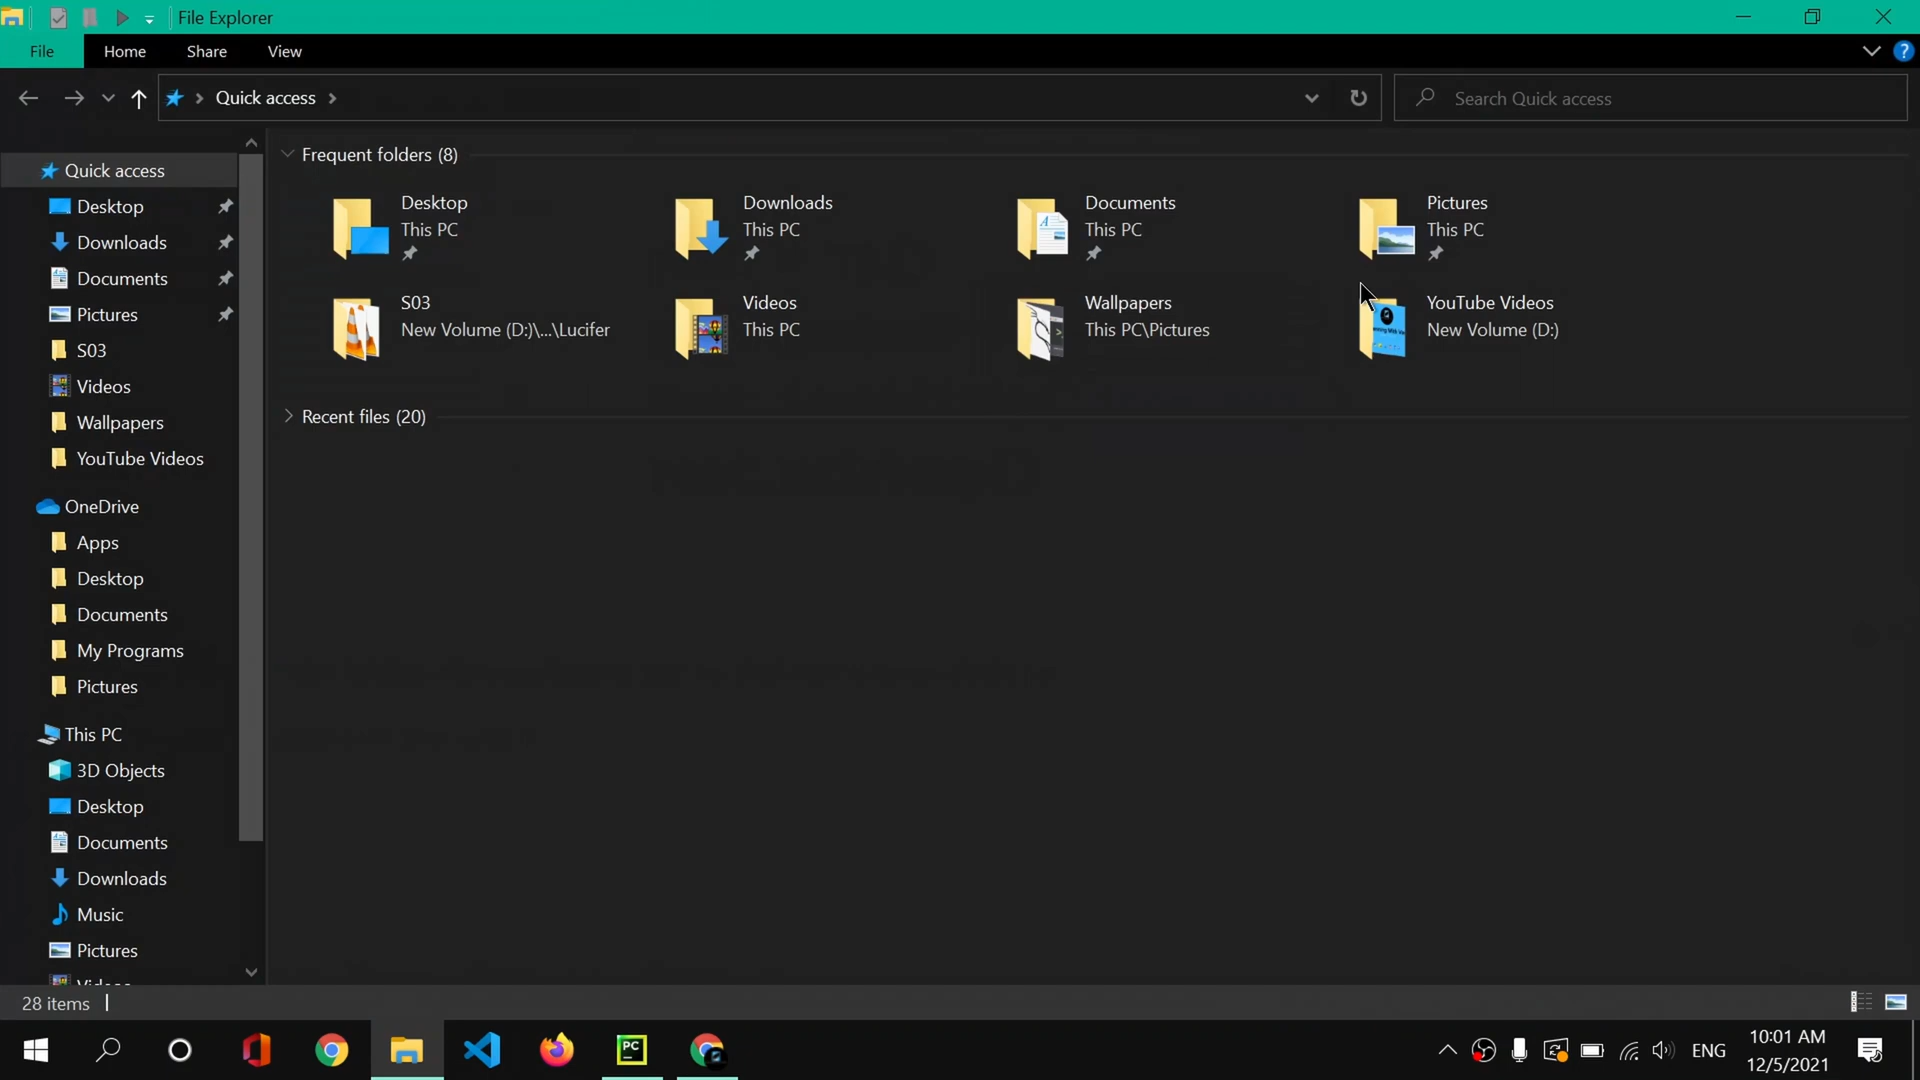 File Explorer
File Home Share View
Quick access
Search Quick access
Quick access
Desktop
Downloads
Documents
Pictures
S03
Videos
Wallpapers
YouTube Videos
OneDrive
Apps
Desktop
Documents
My Programs
Pictures
This PC
3D Objects
Desktop
Documents
Downloads
Music
Pictures
Videos
Frequent folders (8)
Desktop
This PC
Downloads
This PC
Documents
This PC
Pictures
This PC
S03
New Volume (D:)\...\Lucifer
Videos
This PC
Wallpapers
This PC\Pictures
YouTube Videos
New Volume (D:)
Recent files (20)
28 items
PC
ENG
10:01 AM
12/5/2021